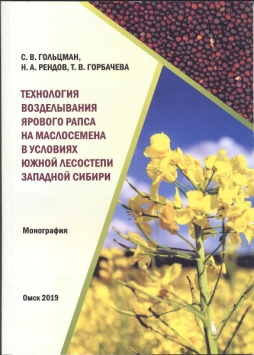 С. В. ГОЛЬЦМАН,
Н. А. РЕНДОВ, Т. В. ГОРБАЧЕВА
ТЕХНОЛОГИЯ
ВОЗДЕЛЫВАНИЯ
ЯРОВОГО РАПСА
НА МАСЛОСЕМЕНА
В УСЛОВИЯХ
ЮЖНОЙ ЛЕСОСТЕПИ
ЗАПАДНОЙ СИБИРИ
Монография
Омск 2019